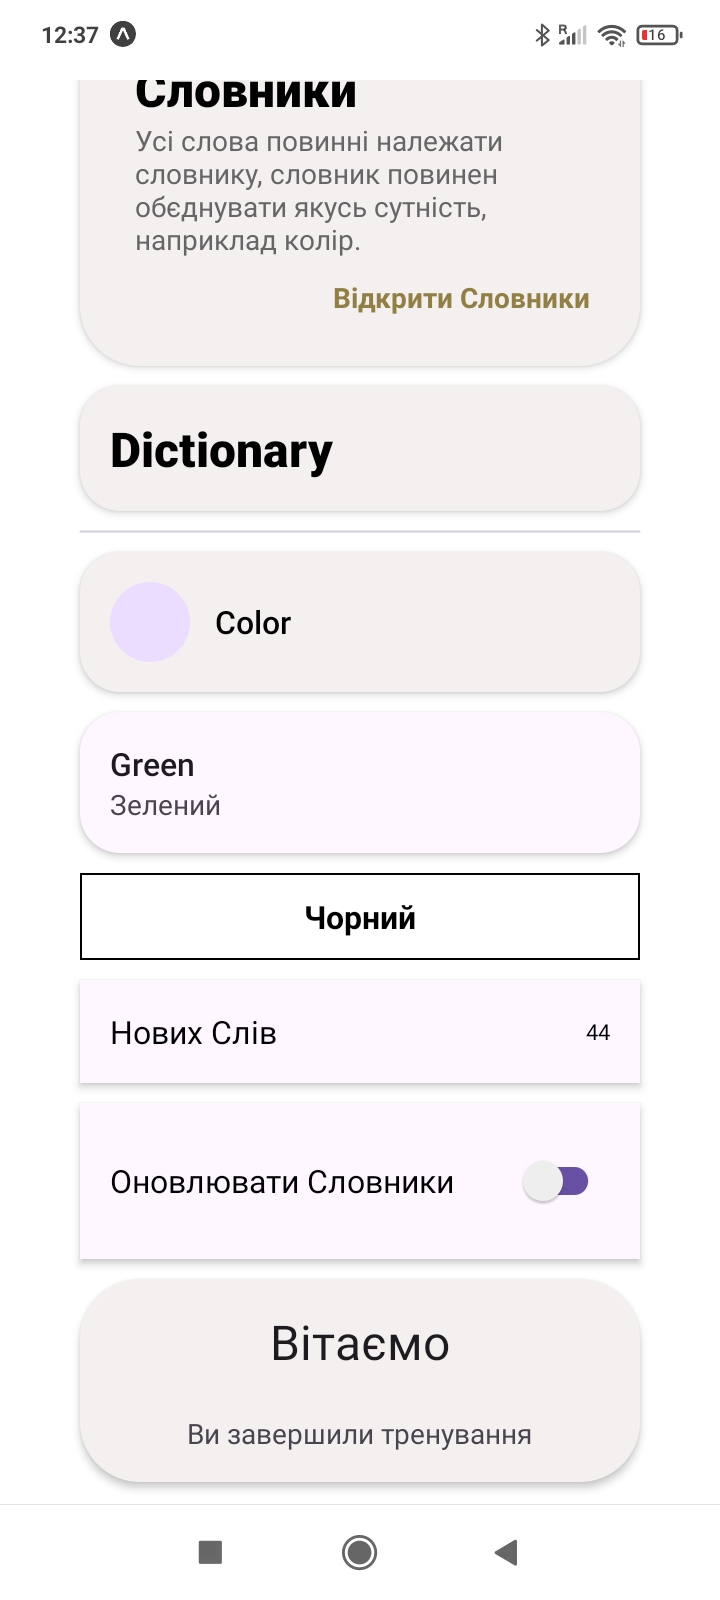 12:37
R
16
Словники
Усі слова повинні належати
словнику, словник повинен
обєднувати якусь сутність,
наприклад колір.
Відкрити Словники
Dictionary
Color
Green
Зелений
Чорний
Нових Слів 44
Оновлювати Словники
Вітаємо
Ви завершили тренування